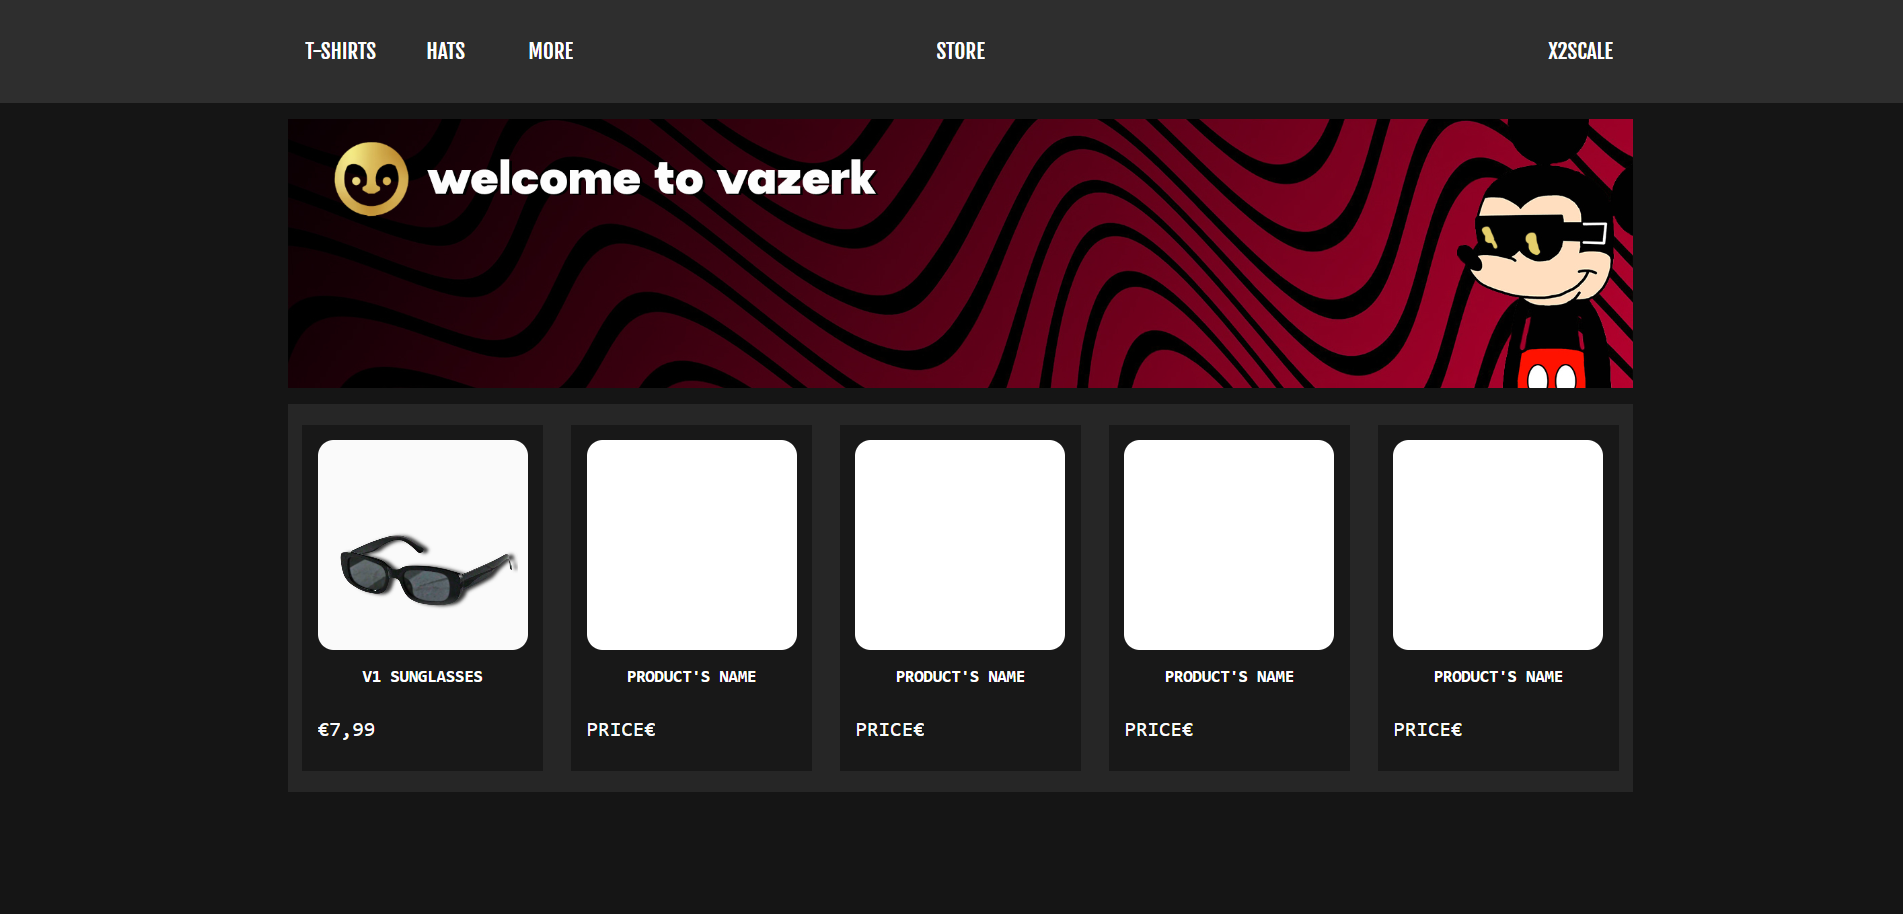 T-SHIRTS HATS MORE STORE X2SCALE
welcome to vazerk
V1 SUNGLASSES PRODUCT'S NAME PRODUCT'S NAME PRODUCT'S NAME PRODUCT'S NAME
€7,99 PRICE€ PRICE€ PRICE€ PRICE€